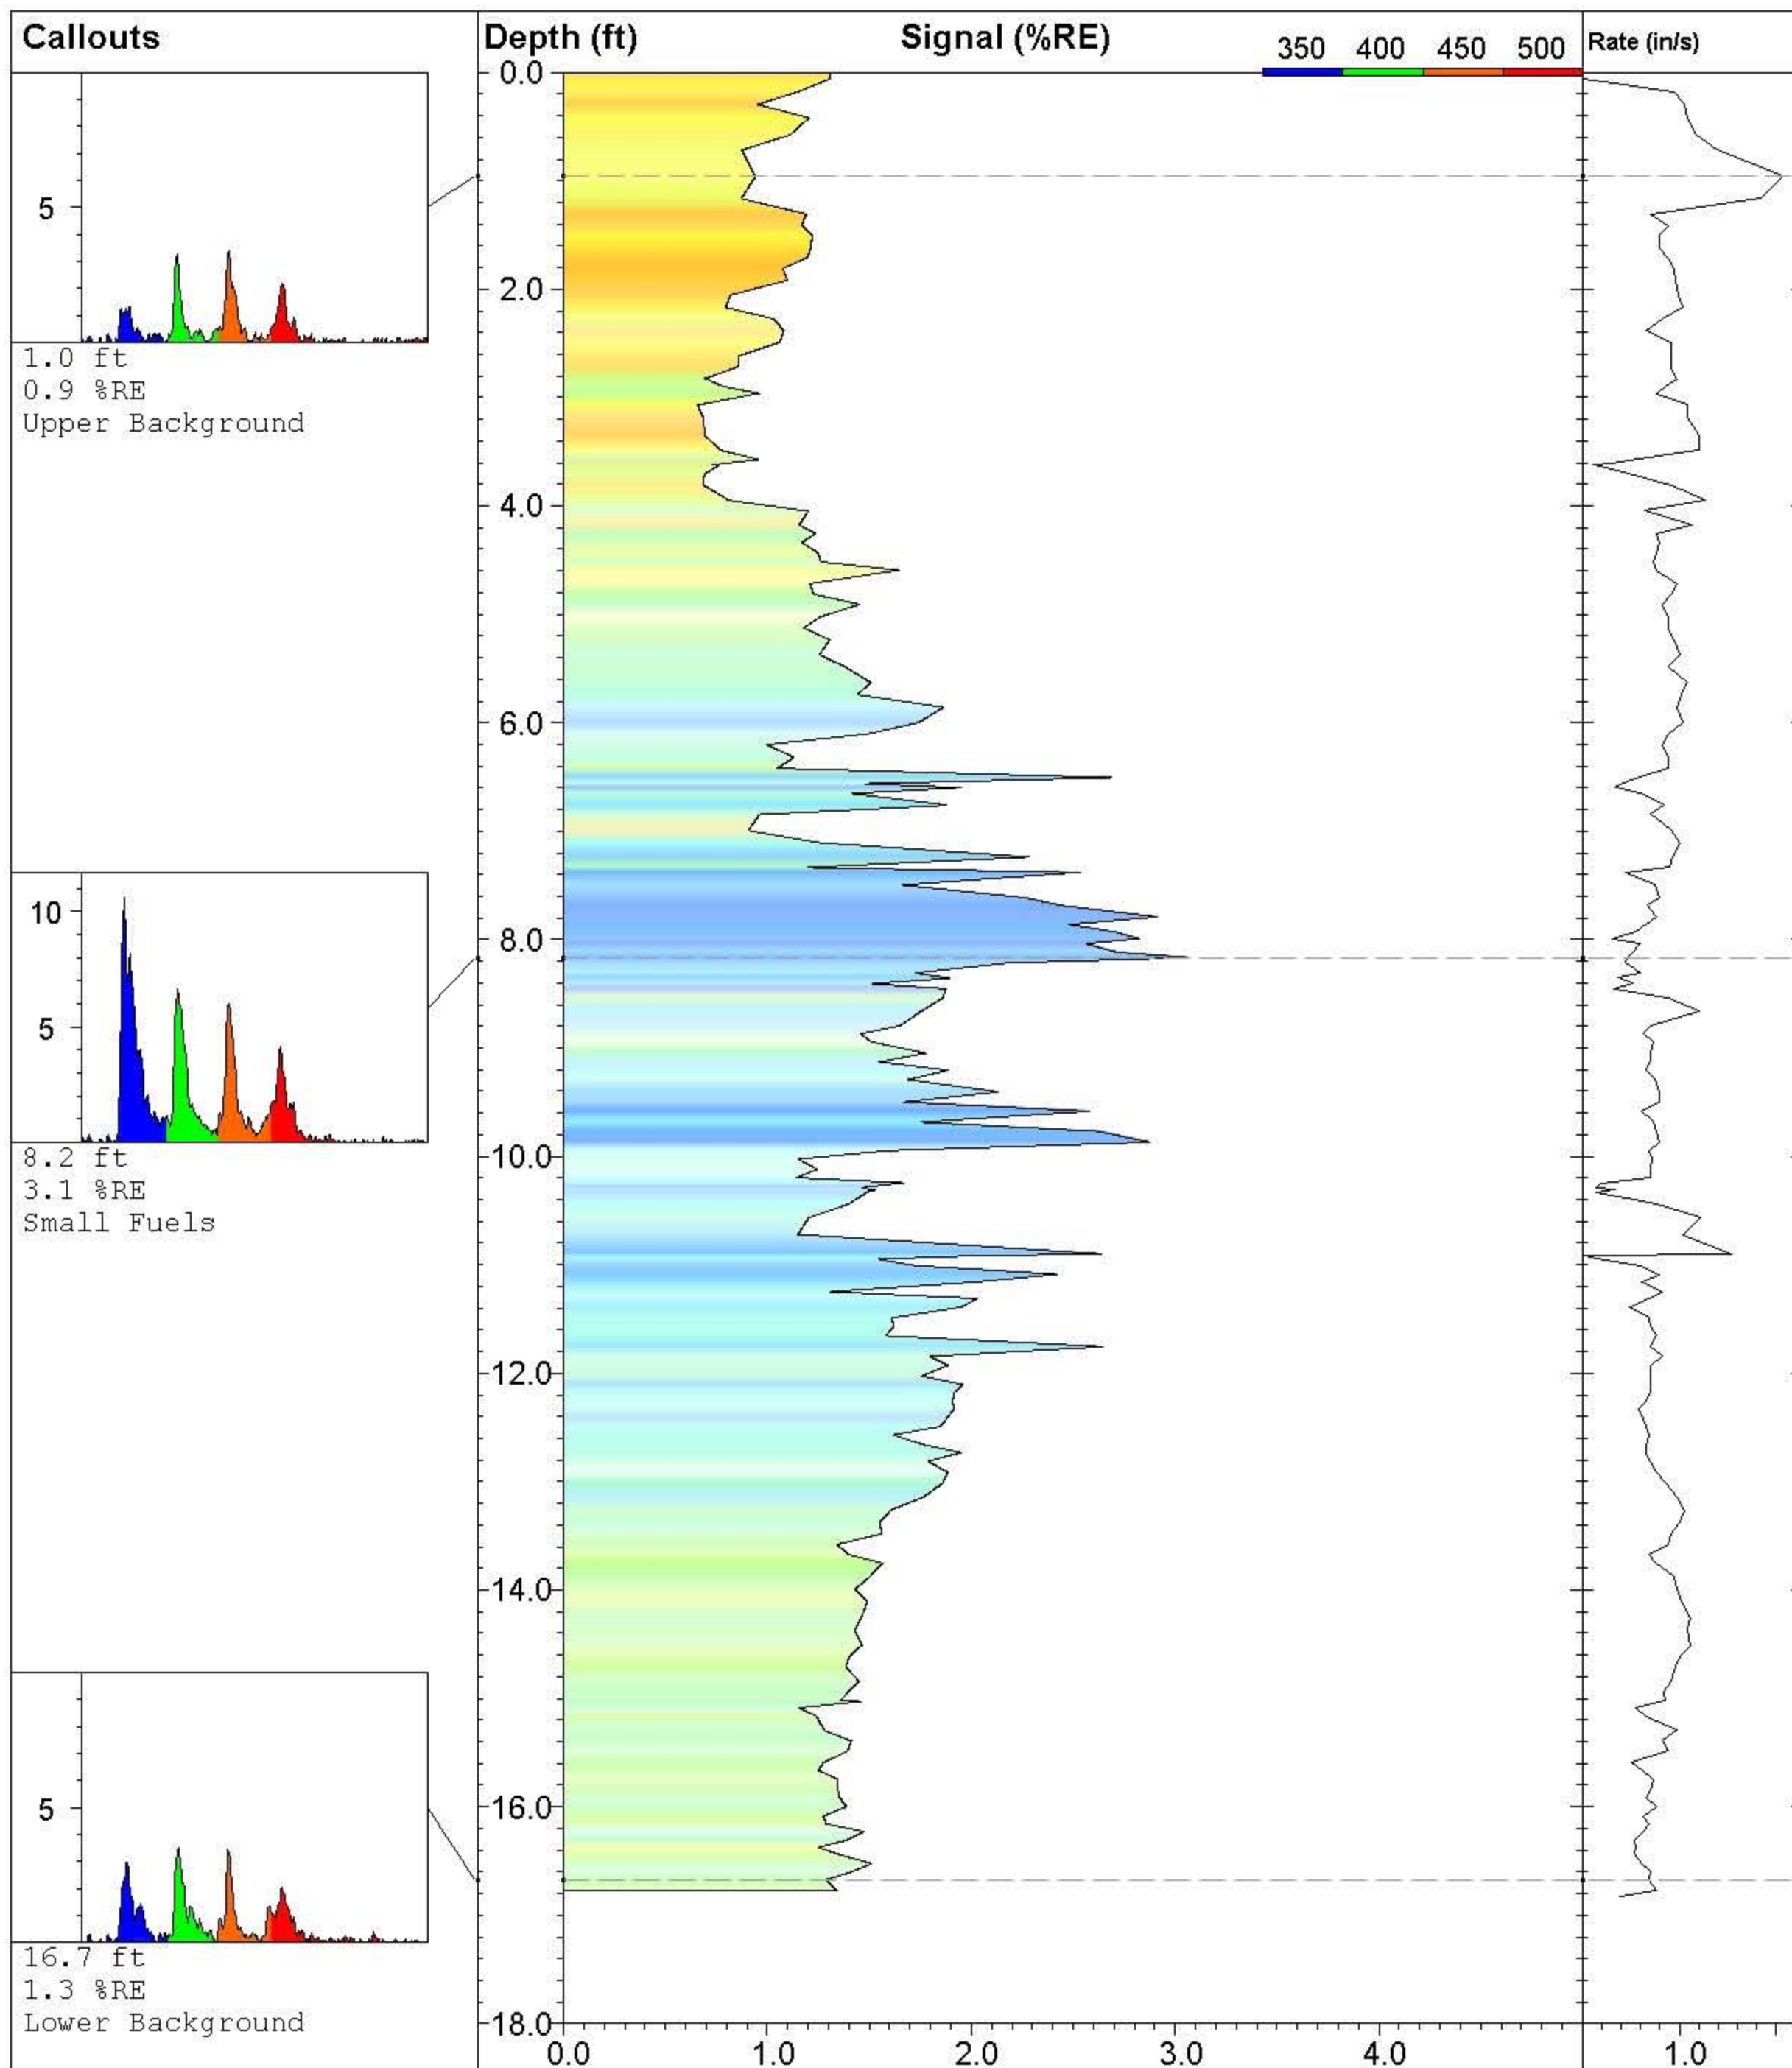 Callouts
Depth (ft)
Signal (%RE)
350 400 450 500
Rate (in/s)
5
1.0 ft
0.9 %RE
Upper Background
10
5
8.2 ft
3.1 %RE
Small Fuels
5
16.7 ft
1.3 %RE
Lower Background
0.0
2.0
4.0
6.0
8.0
10.0
12.0
14.0
16.0
18.0
0.0 1.0 2.0 3.0 4.0
1.0